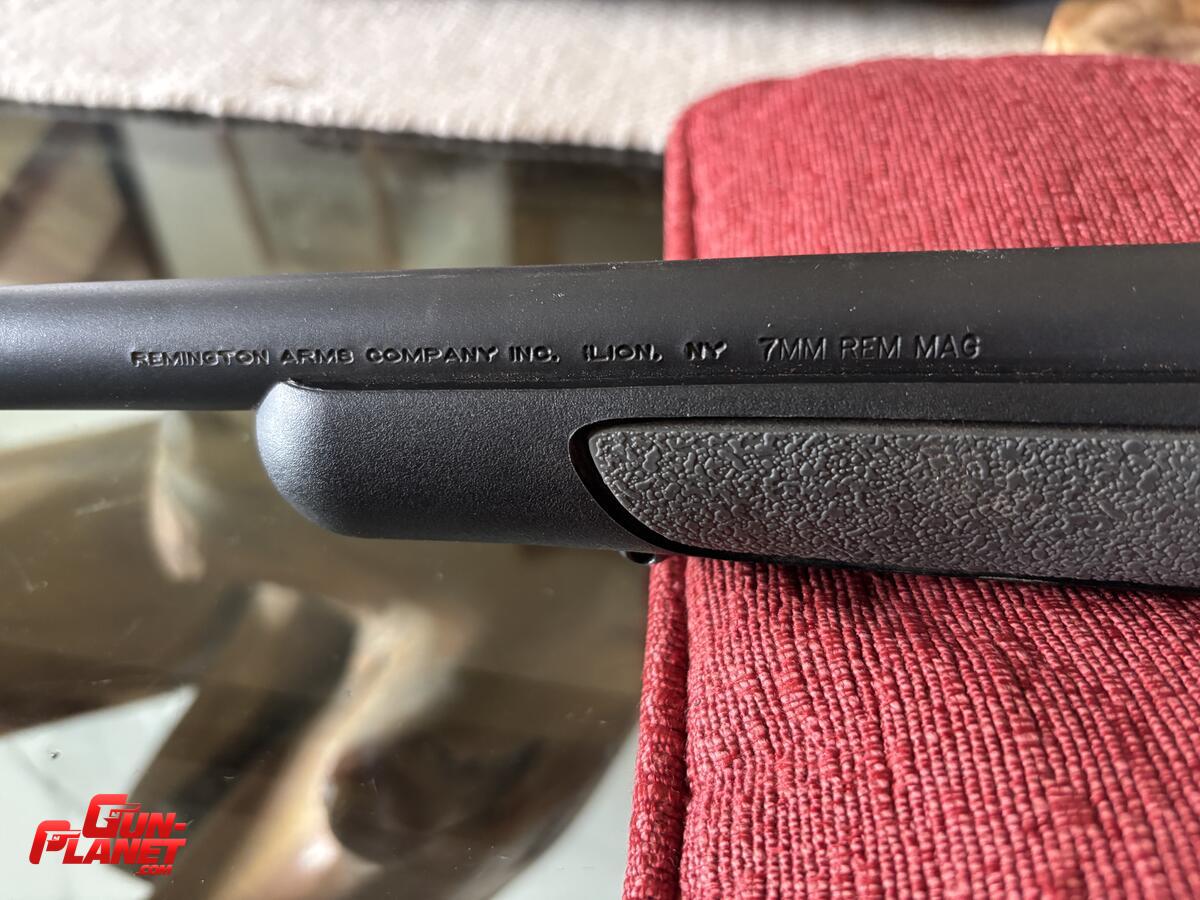 REMINGTON ARMS COMPANY INC. ILION, NY 7MM REM MAG
GUN-
PLANET
.COM